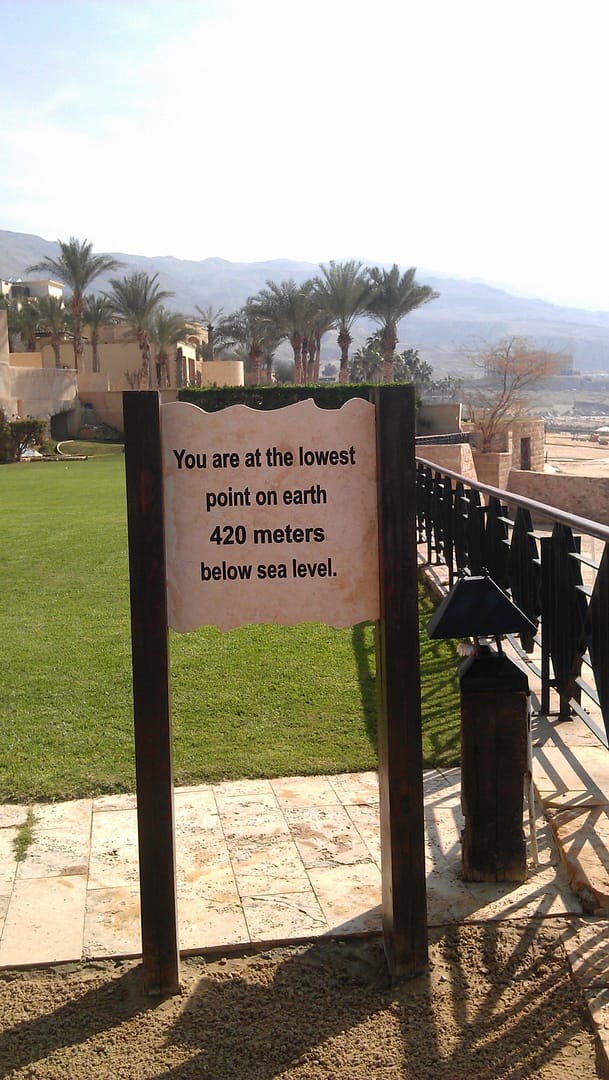 You are at the lowest
point on earth
420 meters
below sea level.